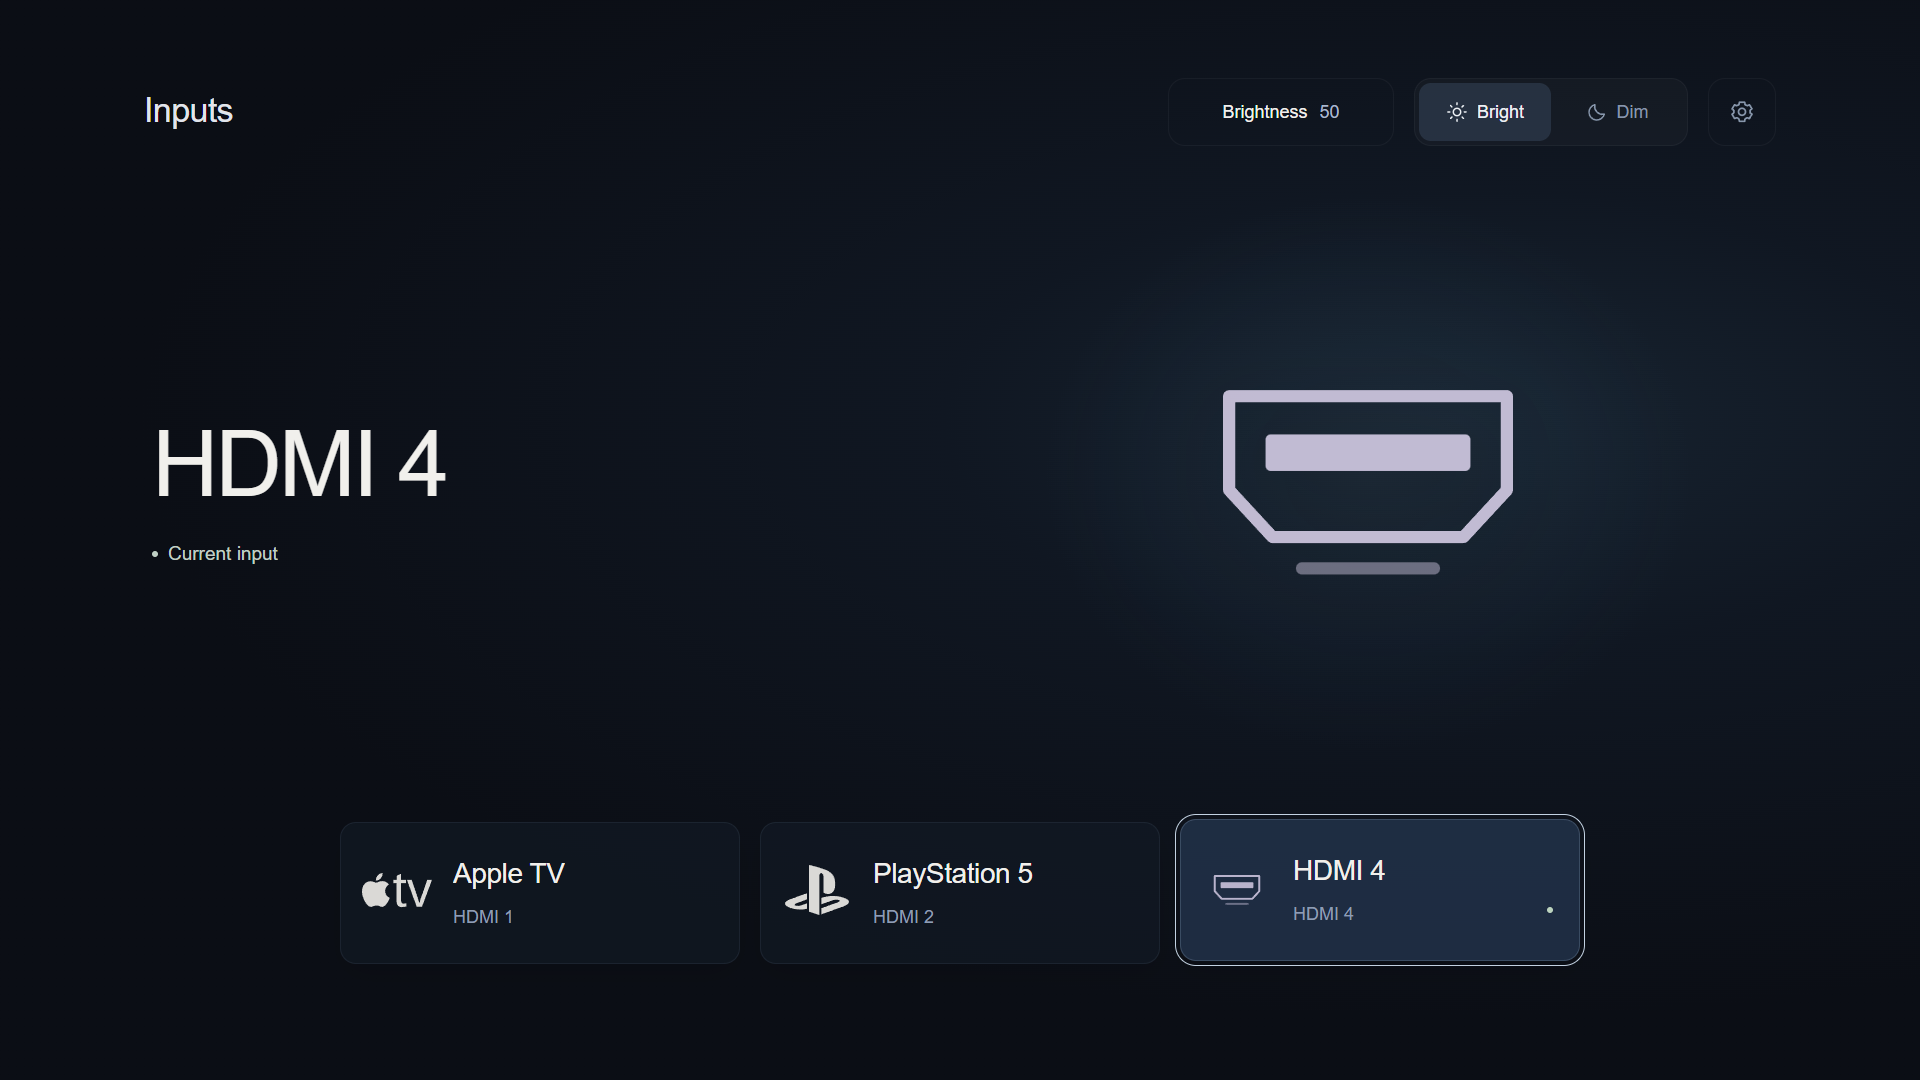 Inputs
Brightness 50
Bright
Dim
HDMI 4
Current input
tv
Apple TV
HDMI 1
PlayStation 5
HDMI 2
HDMI 4
HDMI 4